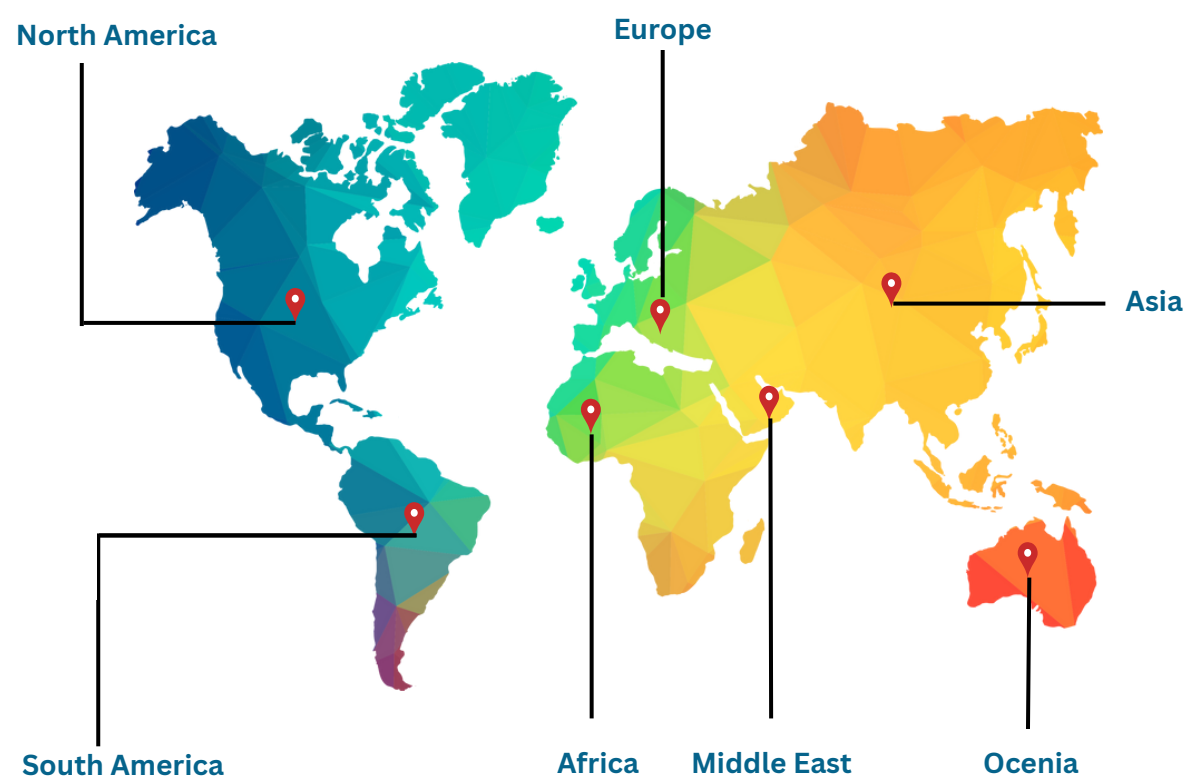 North America
Europe
Asia
South America
Africa
Middle East
Ocenia